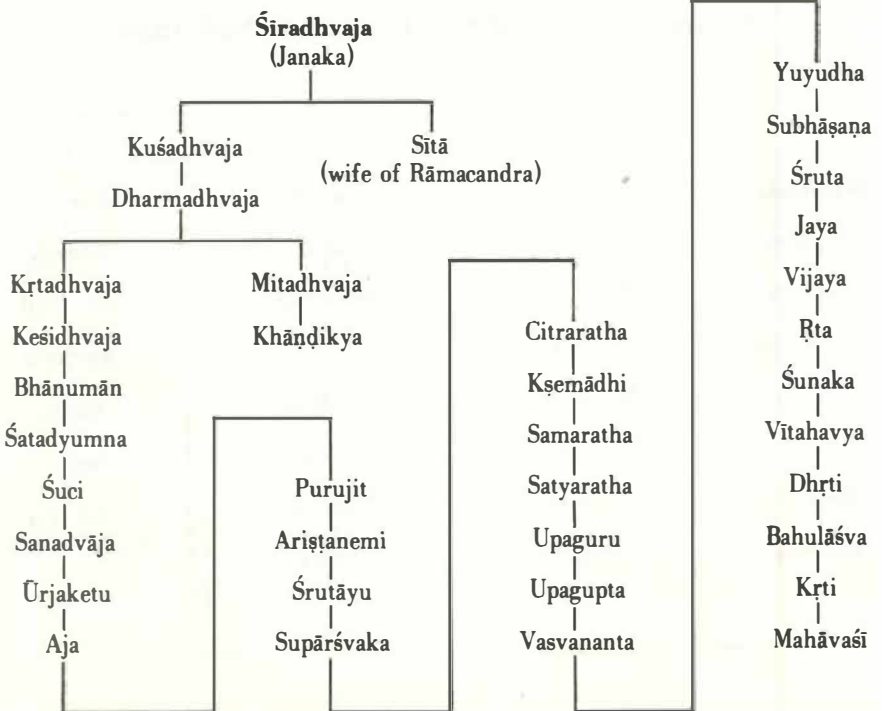 Śīradhvaja
(Janaka)
Kuśadhvaja
Sītā
(wife of Rāmacandra)
Dharmadhvaja
Kṛtadhvaja
Mitadhvaja
Keśidhvaja
Khāṇḍikya
Bhānumān
Śatadyumna
Śuci
Sanadvāja
Ūrjaketu
Aja
Purujit
Ariṣṭanemi
Śrutāyu
Supārśvaka
Citraratha
Kṣemādhi
Samaratha
Satyaratha
Upaguru
Upagupta
Vasvananta
Yuyudha
Subhāṣaṇa
Śruta
Jaya
Vijaya
Ṛta
Śunaka
Vītahavya
Dhṛti
Bahulāśva
Kṛti
Mahāvaśī